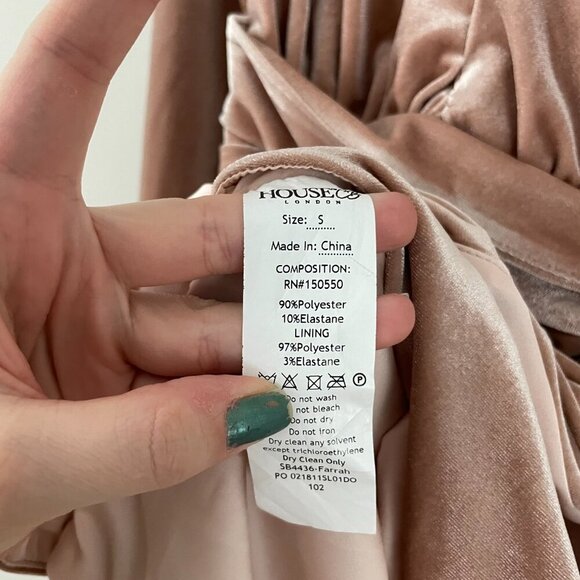 HOUSE CB
LONDON
Size: S
Made In: China
COMPOSITION:
RN#150550
90%Polyester
10%Elastane
LINING
97%Polyester
3%Elastane
P
Do not wash
not bleach
Do not dry
Do not iron
Dry clean any solvent
except trichloroethylene
Dry Clean Only
SB4436-Farrah
PO 021811SL01DO
102